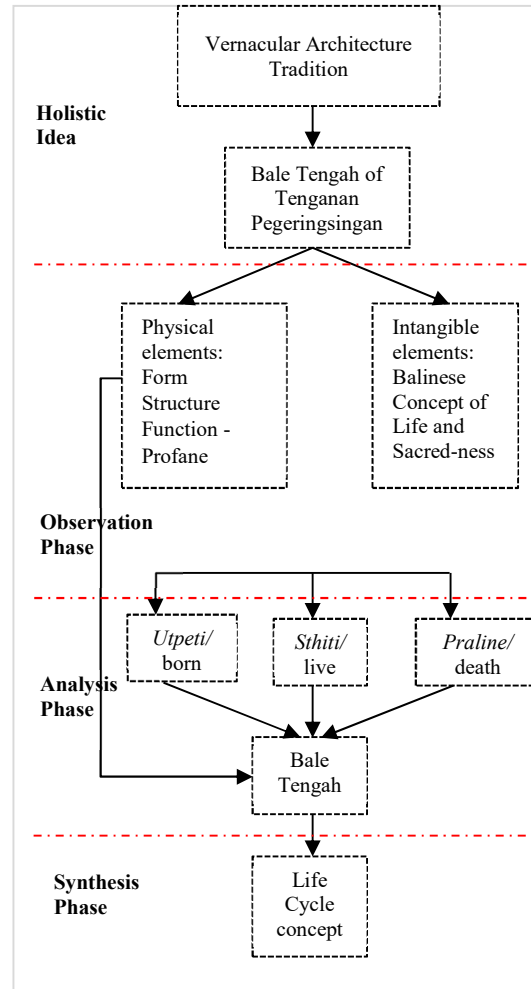 Vernacular Architecture
Tradition
Holistic
Idea
Bale Tengah of
Tenganan
Pegeringsingan
Physical
elements:
Form
Structure
Function -
Profane
Intangible
elements:
Balinese
Concept of
Life and
Sacred-ness
Observation
Phase
Utpeti/
born
Sthiti/
live
Praline/
death
Analysis
Phase
Bale
Tengah
Synthesis
Phase
Life
Cycle
concept